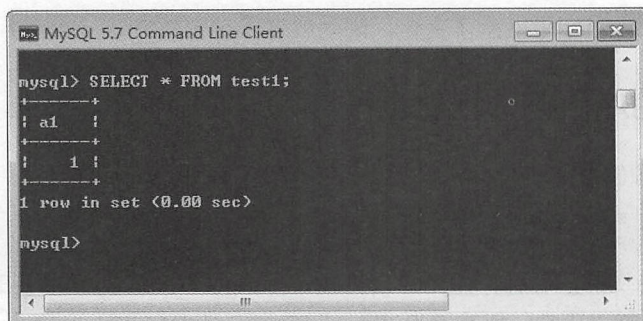 MySQL 5.7 Command Line Client
mysql> SELECT * FROM test1;
+------+
| a1   |
+------+
|    1 |
+------+
1 row in set (0.00 sec)
mysql>